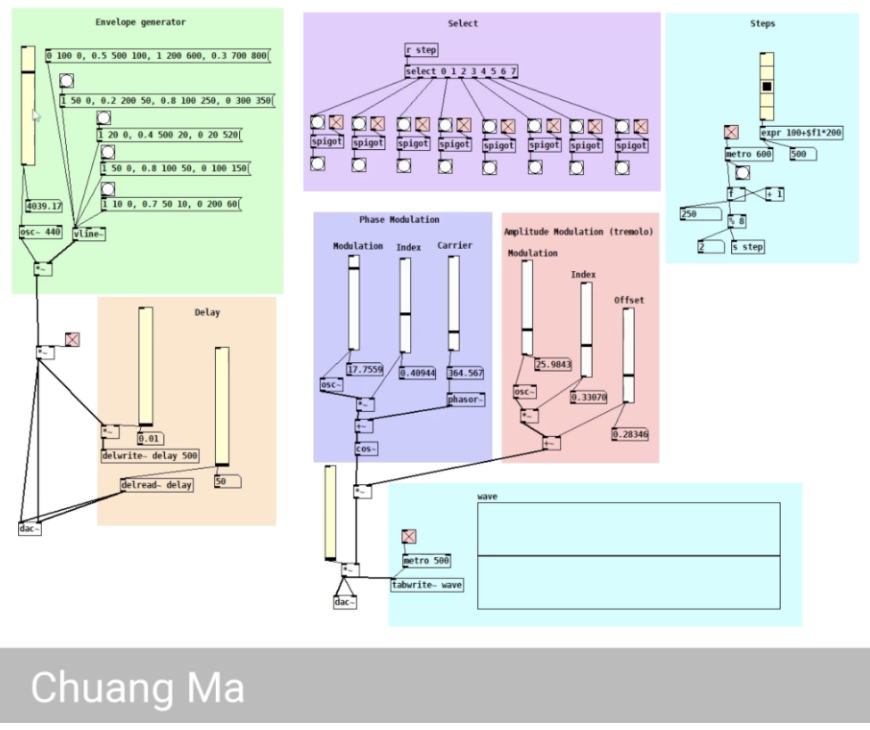 Envelope generator
0 100 0, 0.5 500 100, 1 200 600, 0.3 700 800
1 50 0, 0.2 200 50, 0.8 100 250, 0 300 350
1 20 0, 0.4 500 20, 0 20 520
1 50 0, 0.8 100 50, 0 100 150
1 10 0, 0.7 50 10, 0 200 60
4039.17
osc~ 440
vline~
*~
Select
r step
select 0 1 2 3 4 5 6 7
spigot spigot spigot spigot spigot spigot spigot spigot
Steps
expr 100+$f1*200
metro 600
500
f
+ 1
250
% 8
2
s step
*~
Delay
*~
0.01
delwrite~ delay 500
delread~ delay
50
dac~
Phase Modulation
Modulation Index Carrier
17.7559
0.40944
364.567
osc~
*~
phasor~
+~
cos~
Amplitude Modulation (tremolo)
Modulation
Index
Offset
25.9843
osc~
0.33070
*~
0.28346
+~
*~
wave
metro 500
*~
tabwrite~ wave
dac~
Chuang Ma